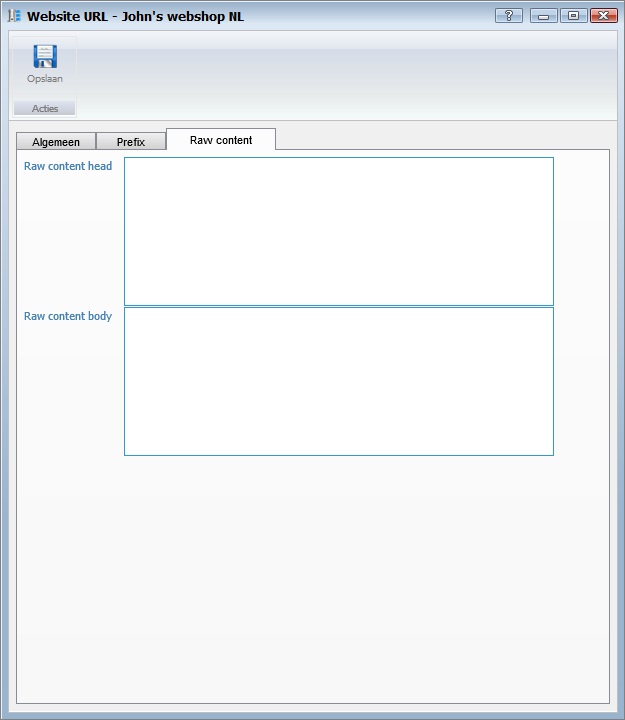 Website URL - John's webshop NL
?
Opslaan
Acties
Algemeen
Prefix
Raw content
Raw content head
Raw content body